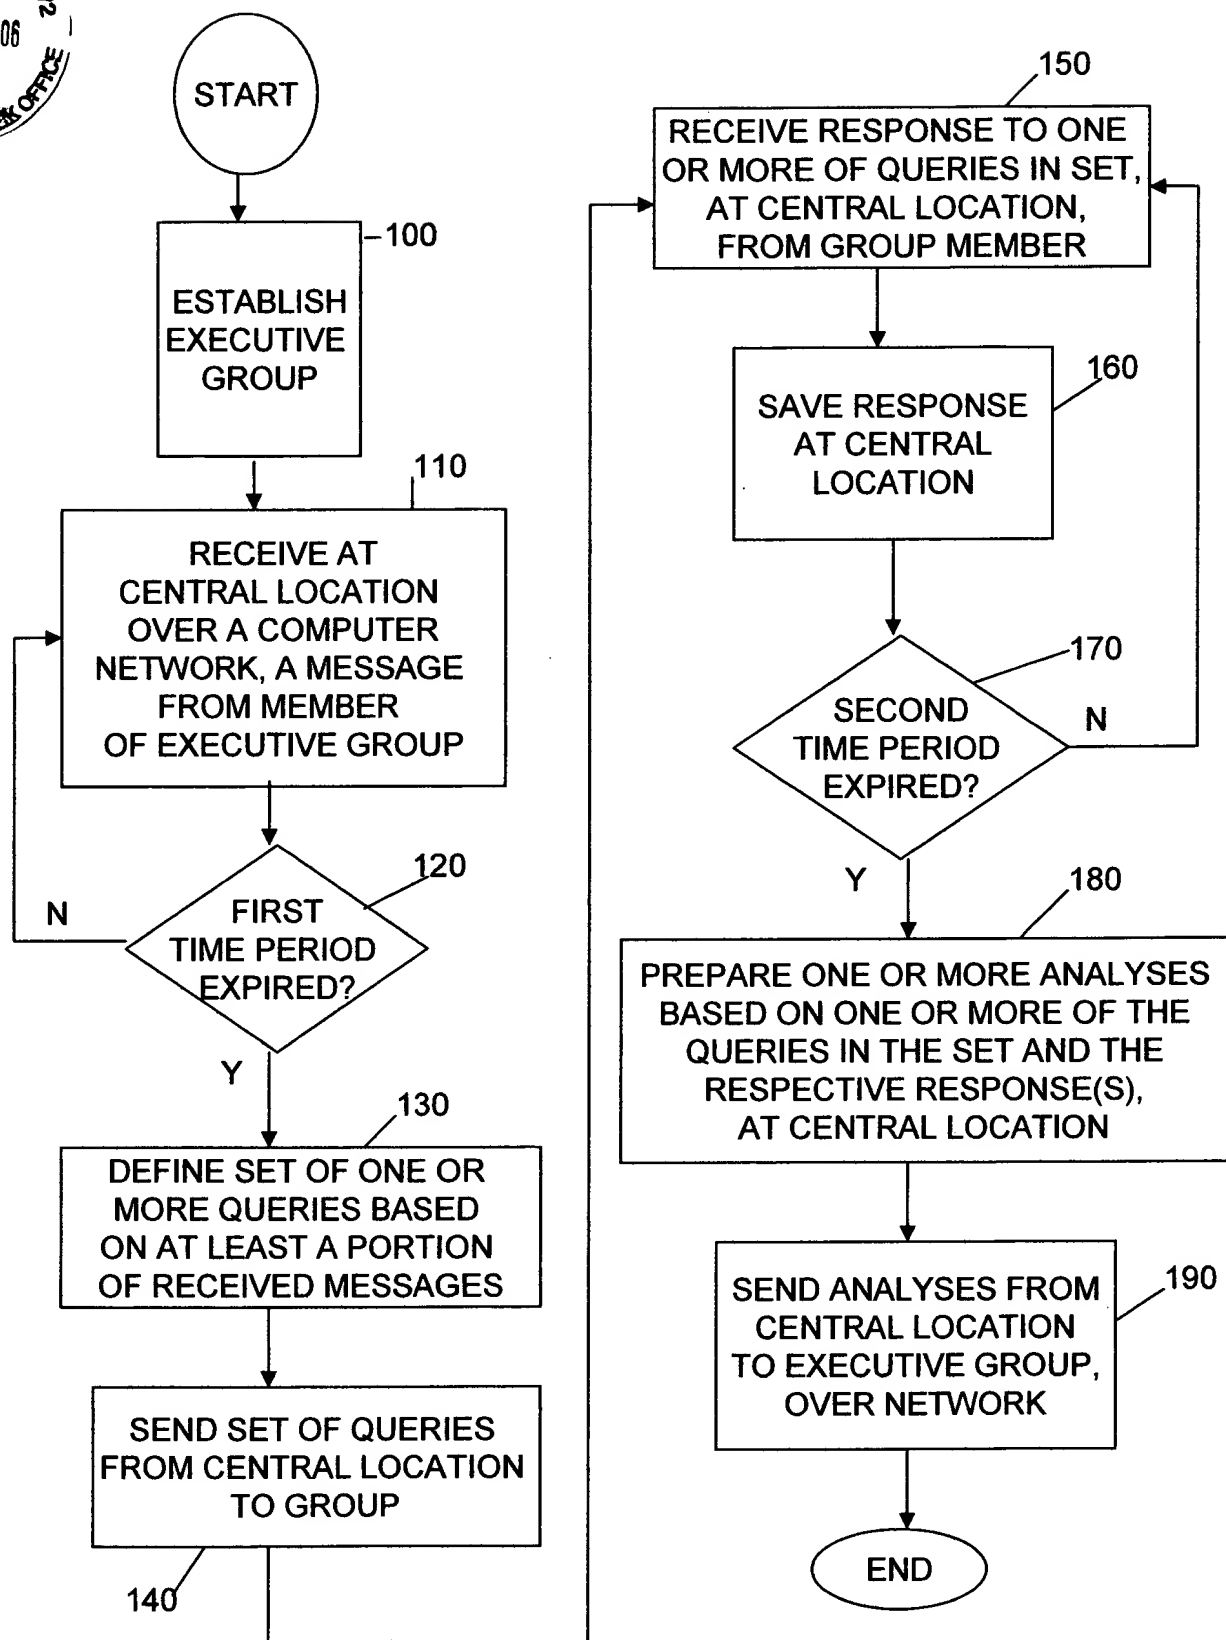 06
OFFICE
START
100
ESTABLISH
EXECUTIVE
GROUP
110
RECEIVE AT
CENTRAL LOCATION
OVER A COMPUTER
NETWORK, A MESSAGE
FROM MEMBER
OF EXECUTIVE GROUP
120
FIRST
TIME PERIOD
EXPIRED?
N
Y
130
DEFINE SET OF ONE OR
MORE QUERIES BASED
ON AT LEAST A PORTION
OF RECEIVED MESSAGES
SEND SET OF QUERIES
FROM CENTRAL LOCATION
TO GROUP
140
150
RECEIVE RESPONSE TO ONE
OR MORE OF QUERIES IN SET,
AT CENTRAL LOCATION,
FROM GROUP MEMBER
160
SAVE RESPONSE
AT CENTRAL
LOCATION
170
SECOND
TIME PERIOD
EXPIRED?
N
Y
180
PREPARE ONE OR MORE ANALYSES
BASED ON ONE OR MORE OF THE
QUERIES IN THE SET AND THE
RESPECTIVE RESPONSE(S),
AT CENTRAL LOCATION
190
SEND ANALYSES FROM
CENTRAL LOCATION
TO EXECUTIVE GROUP,
OVER NETWORK
END